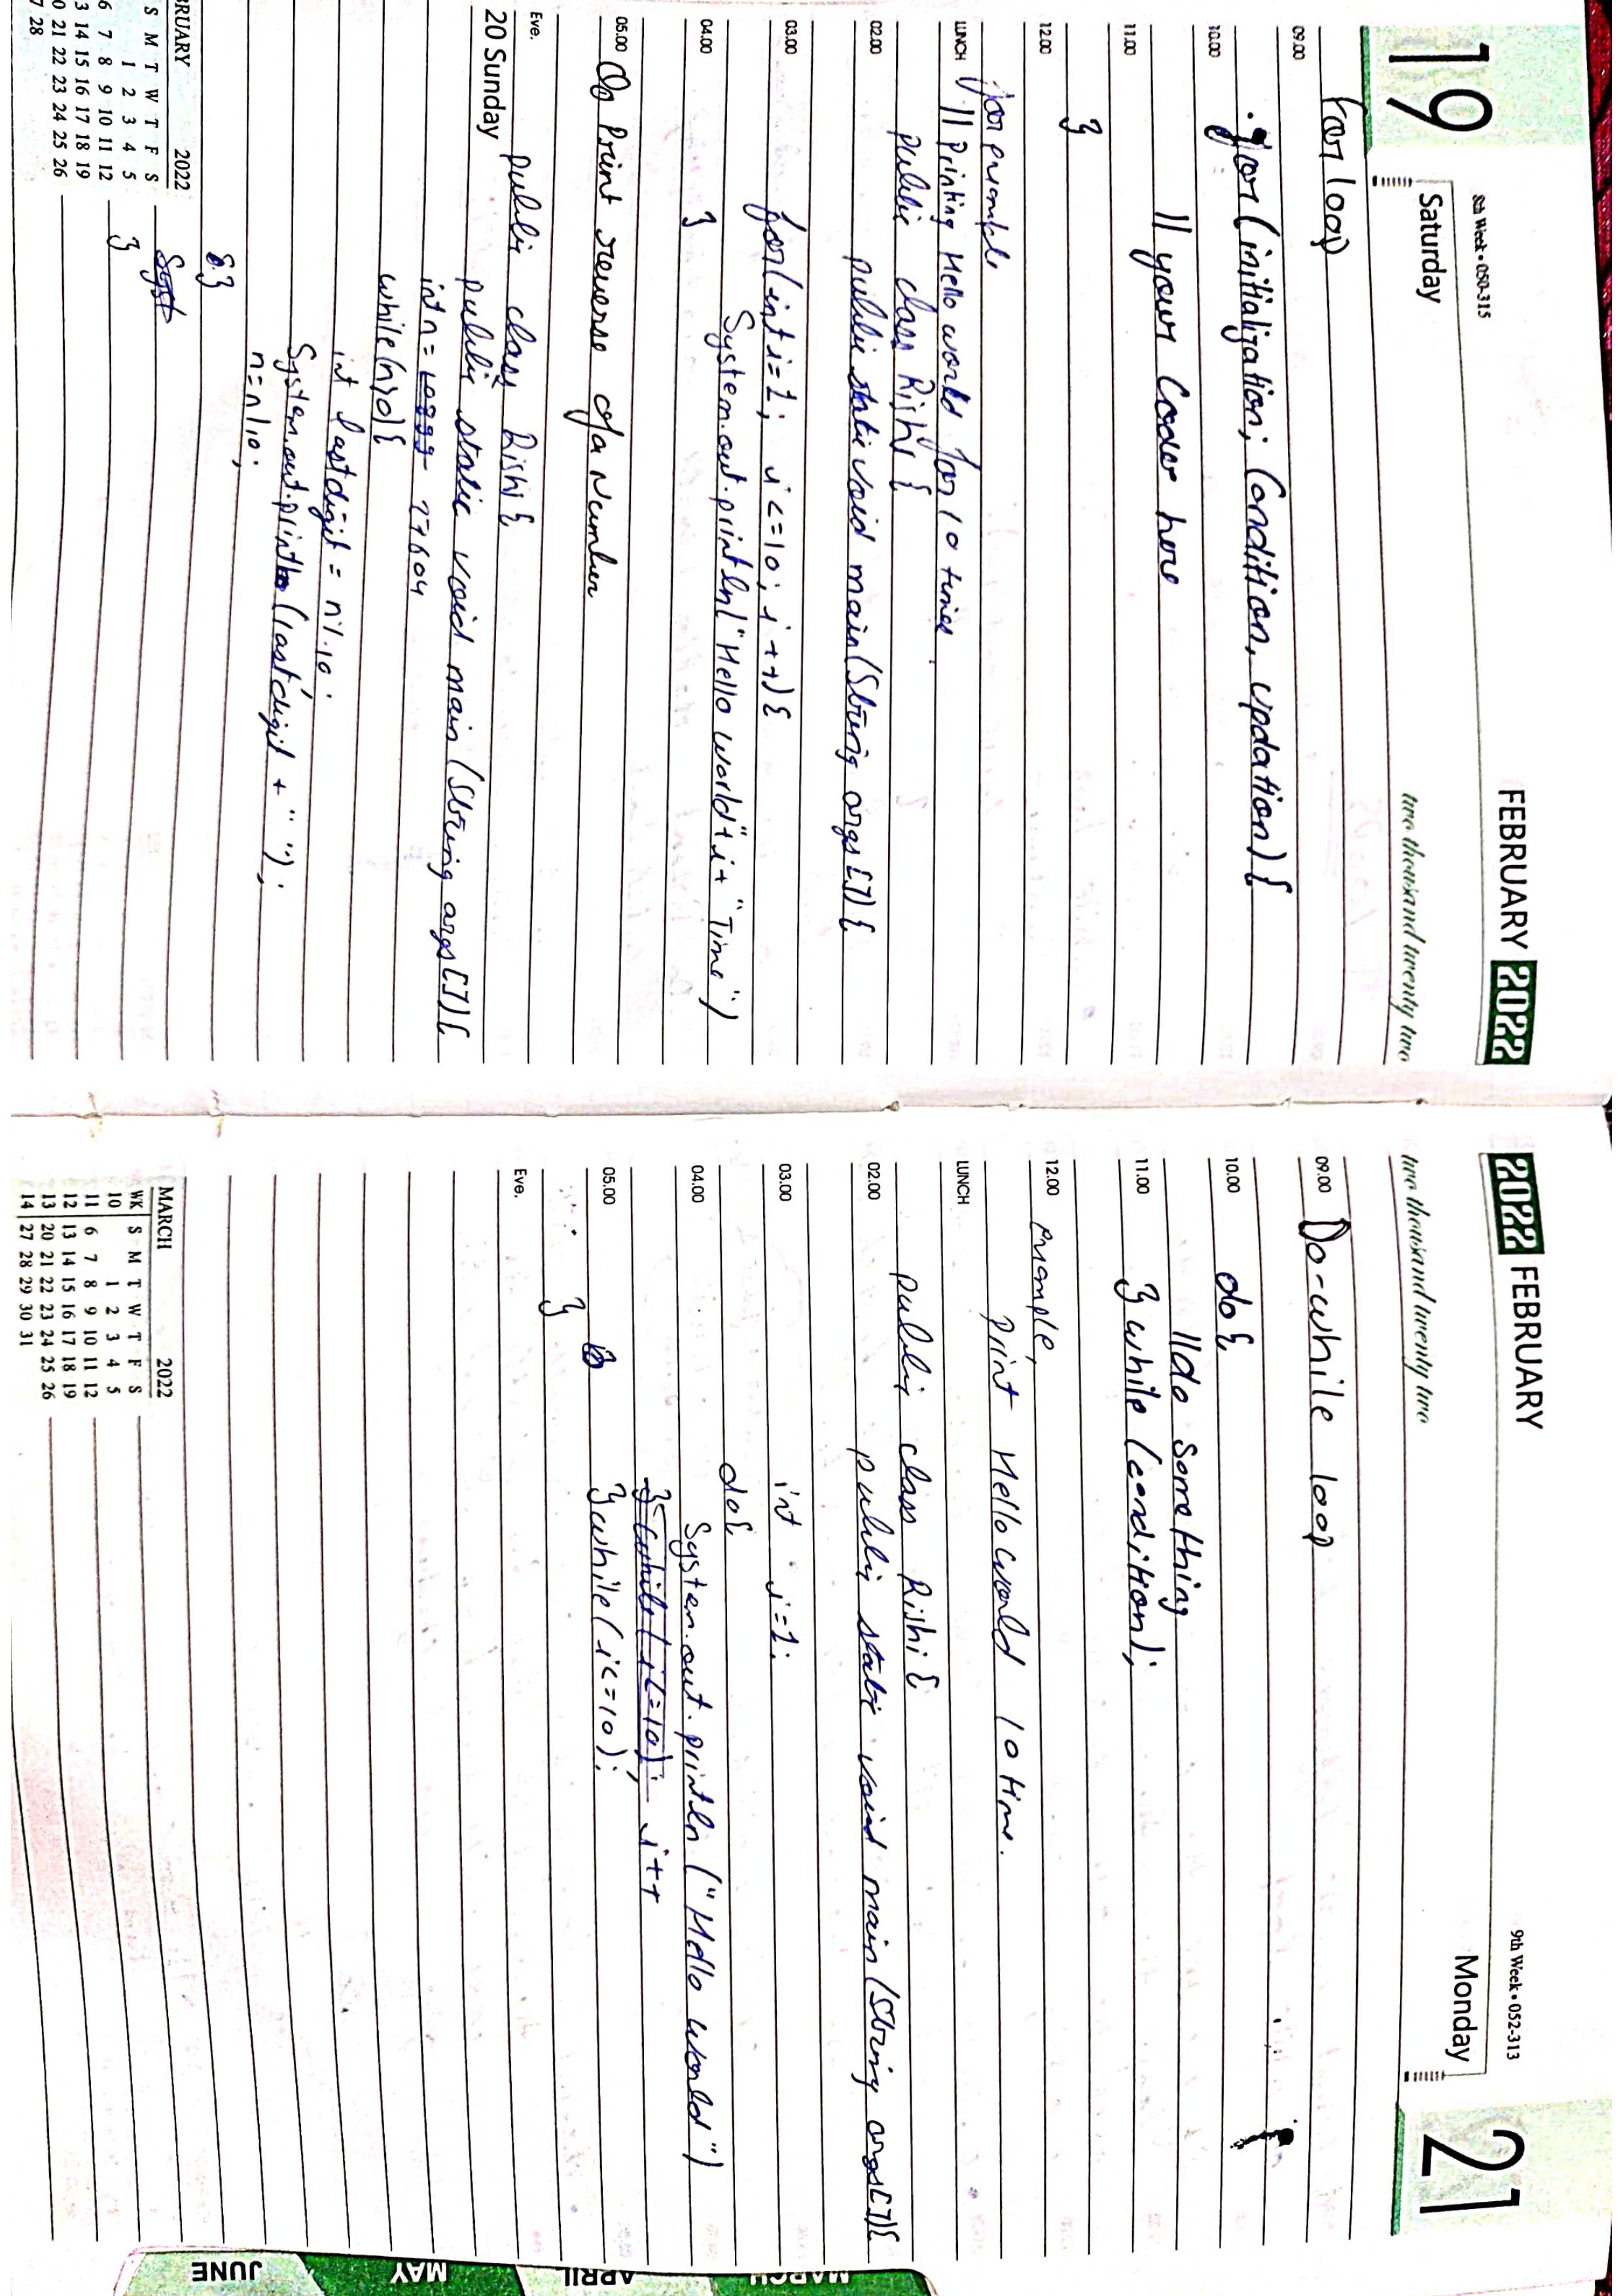 FEBRUARY 2022
19
8th Week • 050-315
Saturday
two thousand twenty two
For loop
09.00
for (initialization; Condition, updation) {
10.00
// your Code here
11.00
}
12.00
for example
LUNCH // Printing Hello world for 10 times
public class Rishi {
02.00 public static void main(String args[]) {
03.00 for(int i=1; i<=10; i++) {
System.out.println("Hello world"+i+ "Time")
04.00 }
05.00 Q. Print reverse of a Number
Eve. public class Rishi {
20 Sunday
public static void main (String args[]) {
int n = 10899 27604
while (n>0) {
int lastdigit = n%10;
System.out.print (lastdigit + " ");
n=n/10;
}
Syst
}
BRUARY 2022
S M T W T F S
1 2 3 4 5
6 7 8 9 10 11 12
3 14 15 16 17 18 19
0 21 22 23 24 25 26
7 28
2022 FEBRUARY
9th Week • 052-313
21
Monday
two thousand twenty two
09.00 Do-while loop
10.00 do {
//do something
11.00 } while (condition);
12.00 example,
print Hello world 10 time.
LUNCH
public class Rishi {
02.00 public static void main (String args[]){
03.00 int i=1;
do{
04.00 System.out.println ("Hello world")
} while (i<=10); i++
05.00 } while (i<=10);
}
Eve.
MARCH
APRIL
MAY
JUNE
MARCH 2022
WK S M T W T F S
10 1 2 3 4 5
11 6 7 8 9 10 11 12
12 13 14 15 16 17 18 19
13 20 21 22 23 24 25 26
14 27 28 29 30 31